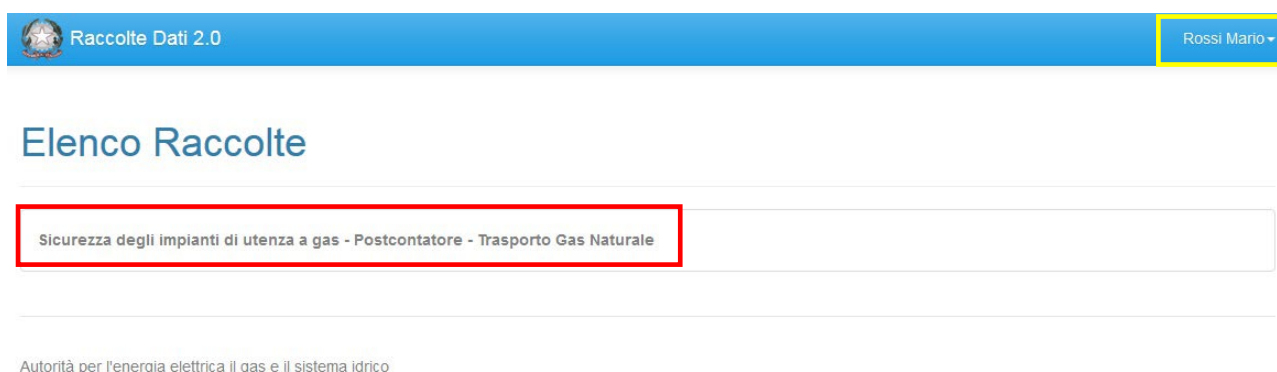 Raccolte Dati 2.0
Rossi Mario
Elenco Raccolte
Sicurezza degli impianti di utenza a gas - Postcontatore - Trasporto Gas Naturale
Autorità per l'energia elettrica il gas e il sistema idrico